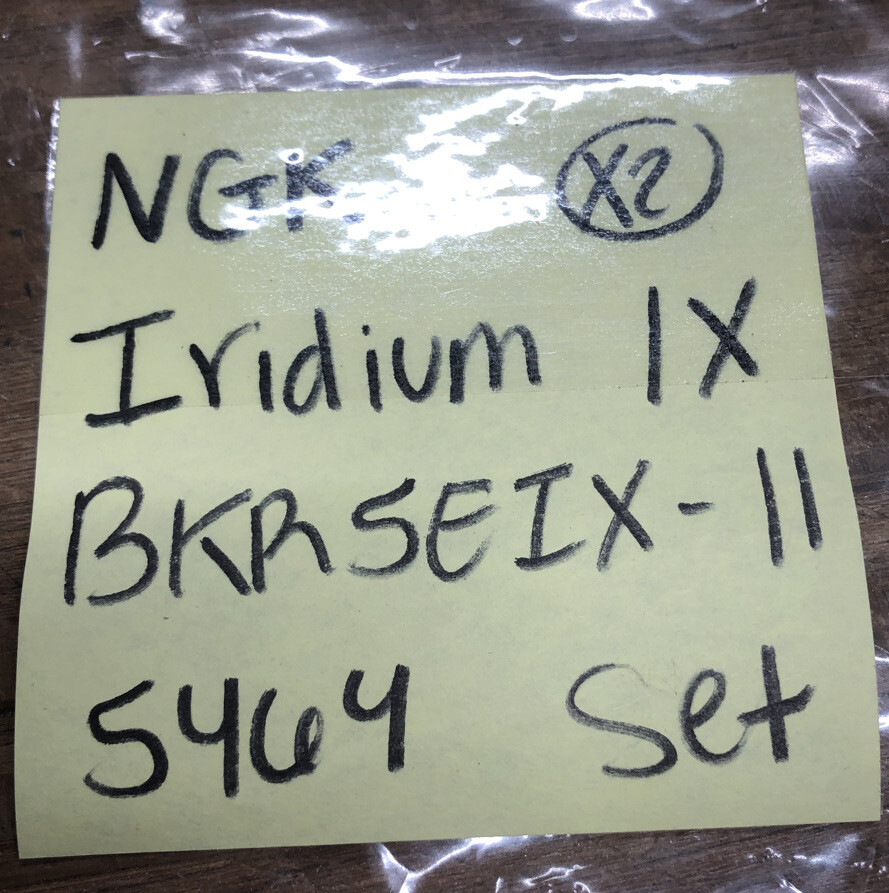 NGK X2
Iridium IX
BKR5EIX-11
5464 Set